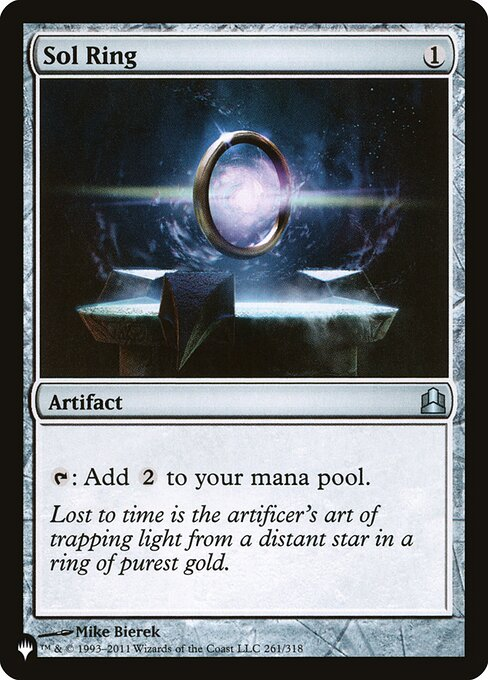 Sol Ring 1
Artifact
: Add 2 to your mana pool.
Lost to time is the artificer's art of
trapping light from a distant star in a
ring of purest gold.
Mike Bierek
™ & © 1993–2011 Wizards of the Coast LLC 261/318